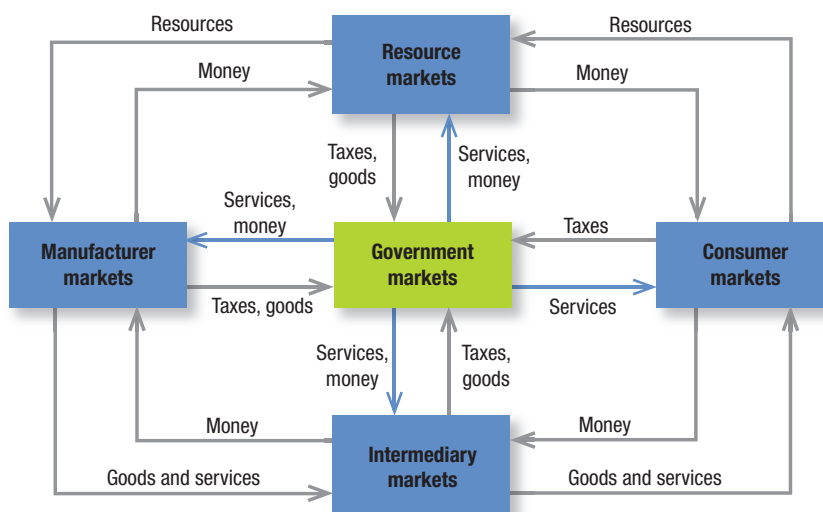 Resources
Resource
markets
Resources
Money
Money
Taxes,
goods
Services,
money
Services,
money
Taxes
Manufacturer
markets
Government
markets
Consumer
markets
Taxes, goods
Services
Services,
money
Taxes,
goods
Money
Money
Intermediary
markets
Goods and services
Goods and services